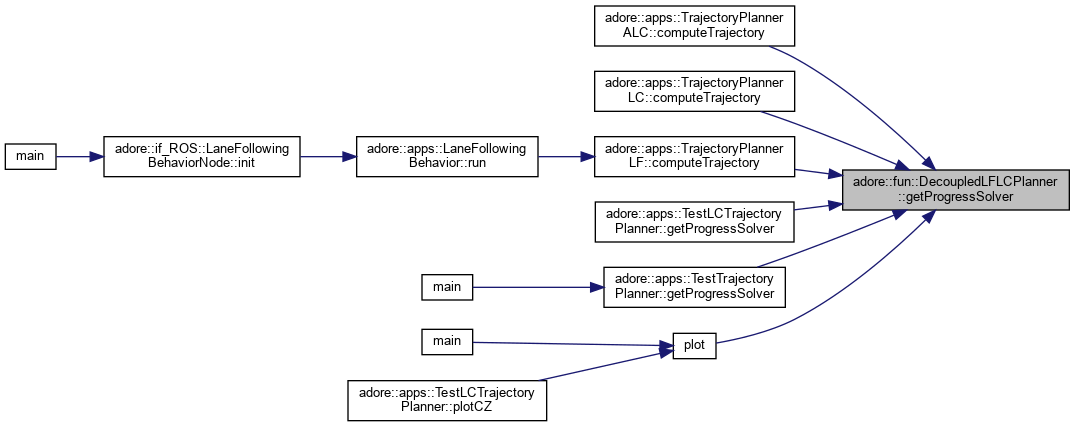 adore::apps::TrajectoryPlanner
ALC::computeTrajectory
adore::apps::TrajectoryPlanner
LC::computeTrajectory
main
adore::if_ROS::LaneFollowing
BehaviorNode::init
adore::apps::LaneFollowing
Behavior::run
adore::apps::TrajectoryPlanner
LF::computeTrajectory
adore::fun::DecoupledLFLCPlanner
::getProgressSolver
adore::apps::TestLCTrajectory
Planner::getProgressSolver
main
adore::apps::TestTrajectory
Planner::getProgressSolver
main
plot
adore::apps::TestLCTrajectory
Planner::plotCZ